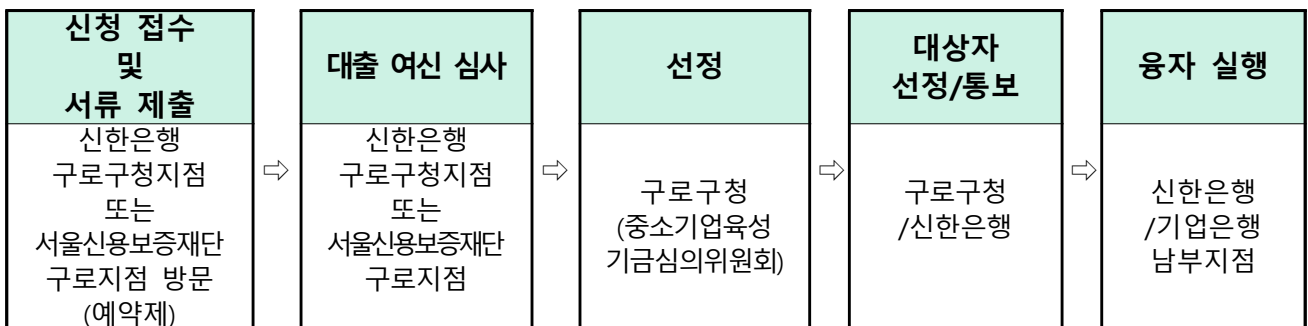 신청 접수
및
서류 제출
신한은행
구로구청지점
또는
서울신용보증재단
구로지점 방문
(예약제)
⇨
대출 여신 심사
신한은행
구로구청지점
또는
서울신용보증재단
구로지점
⇨
선정
구로구청
(중소기업육성
기금심의위원회)
⇨
대상자
선정/통보
구로구청
/신한은행
⇨
융자 실행
신한은행
/기업은행
남부지점